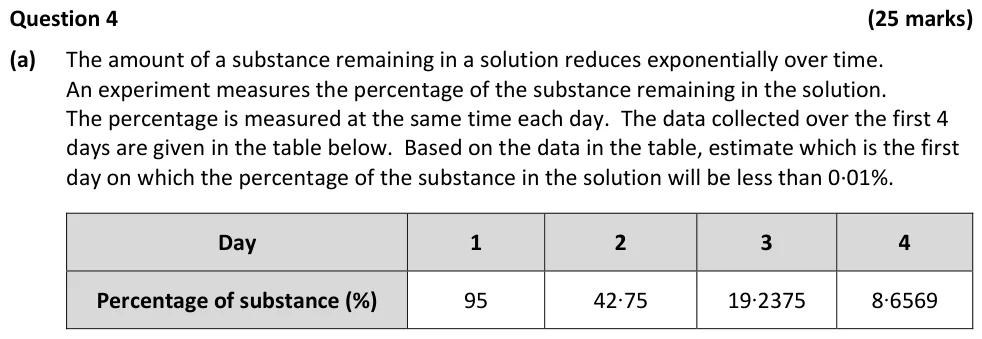 Question 4 (25 marks)
(a) The amount of a substance remaining in a solution reduces exponentially over time.
An experiment measures the percentage of the substance remaining in the solution.
The percentage is measured at the same time each day. The data collected over the first 4
days are given in the table below. Based on the data in the table, estimate which is the first
day on which the percentage of the substance in the solution will be less than 0·01%.
Day 1 2 3 4
Percentage of substance (%) 95 42·75 19·2375 8·6569